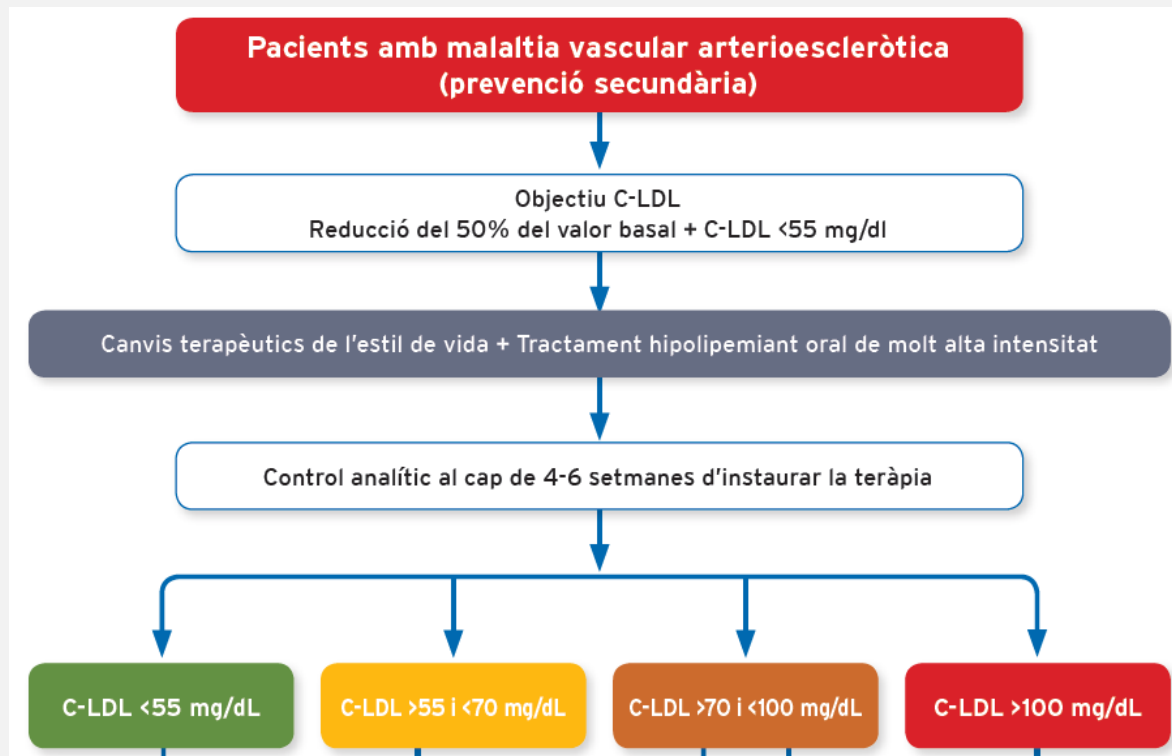 Pacients amb malaltia vascular arterioescleròtica
(prevenció secundària)
Objectiu C-LDL
Reducció del 50% del valor basal + C-LDL <55 mg/dl
Canvis terapèutics de l'estil de vida + Tractament hipolipemiant oral de molt alta intensitat
Control analític al cap de 4-6 setmanes d'instaurar la teràpia
C-LDL <55 mg/dL
C-LDL >55 i <70 mg/dL
C-LDL >70 i <100 mg/dL
C-LDL >100 mg/dL